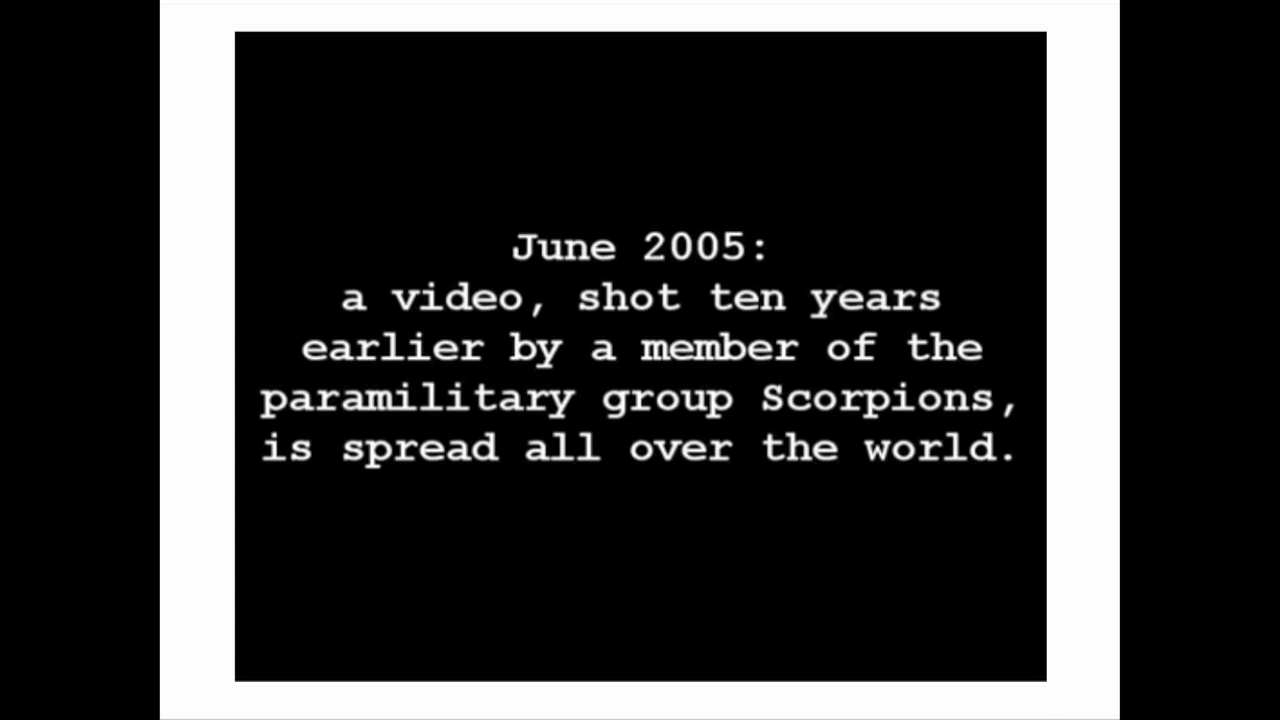 June 2005:
a video, shot ten years
earlier by a member of the
paramilitary group Scorpions,
is spread all over the world.